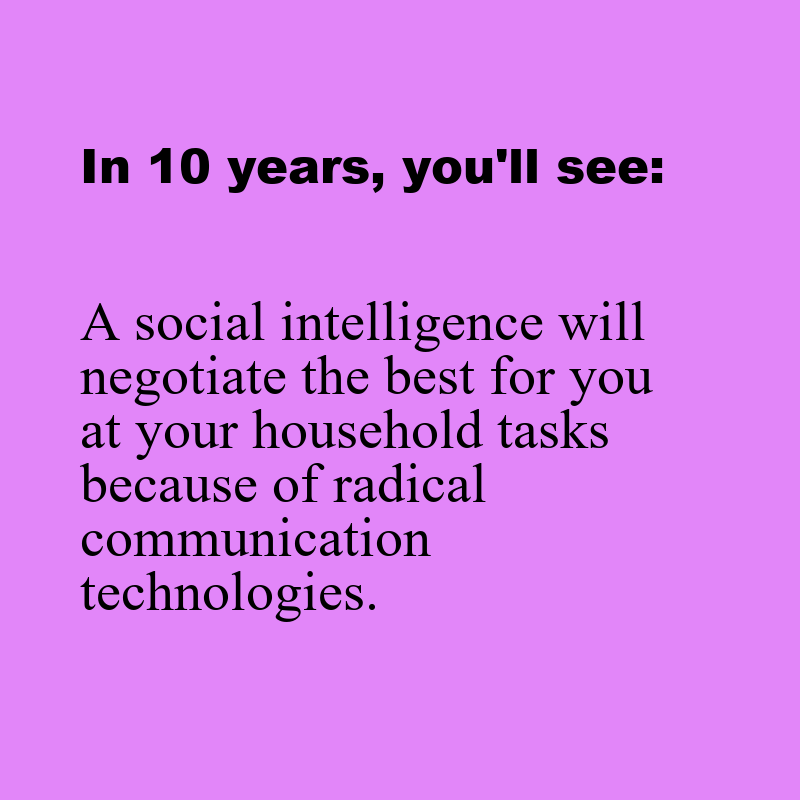 In 10 years, you'll see:
A social intelligence will
negotiate the best for you
at your household tasks
because of radical
communication
technologies.